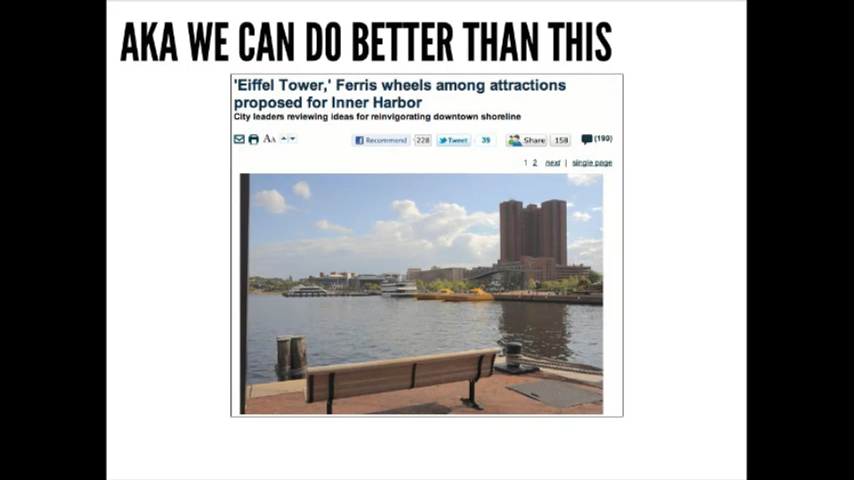 AKA WE CAN DO BETTER THAN THIS
'Eiffel Tower,' Ferris wheels among attractions
proposed for Inner Harbor
City leaders reviewing ideas for reinvigorating downtown shoreline
AA Recommend 228 Tweet 39 Share 158 (190)
1 2 next | single page